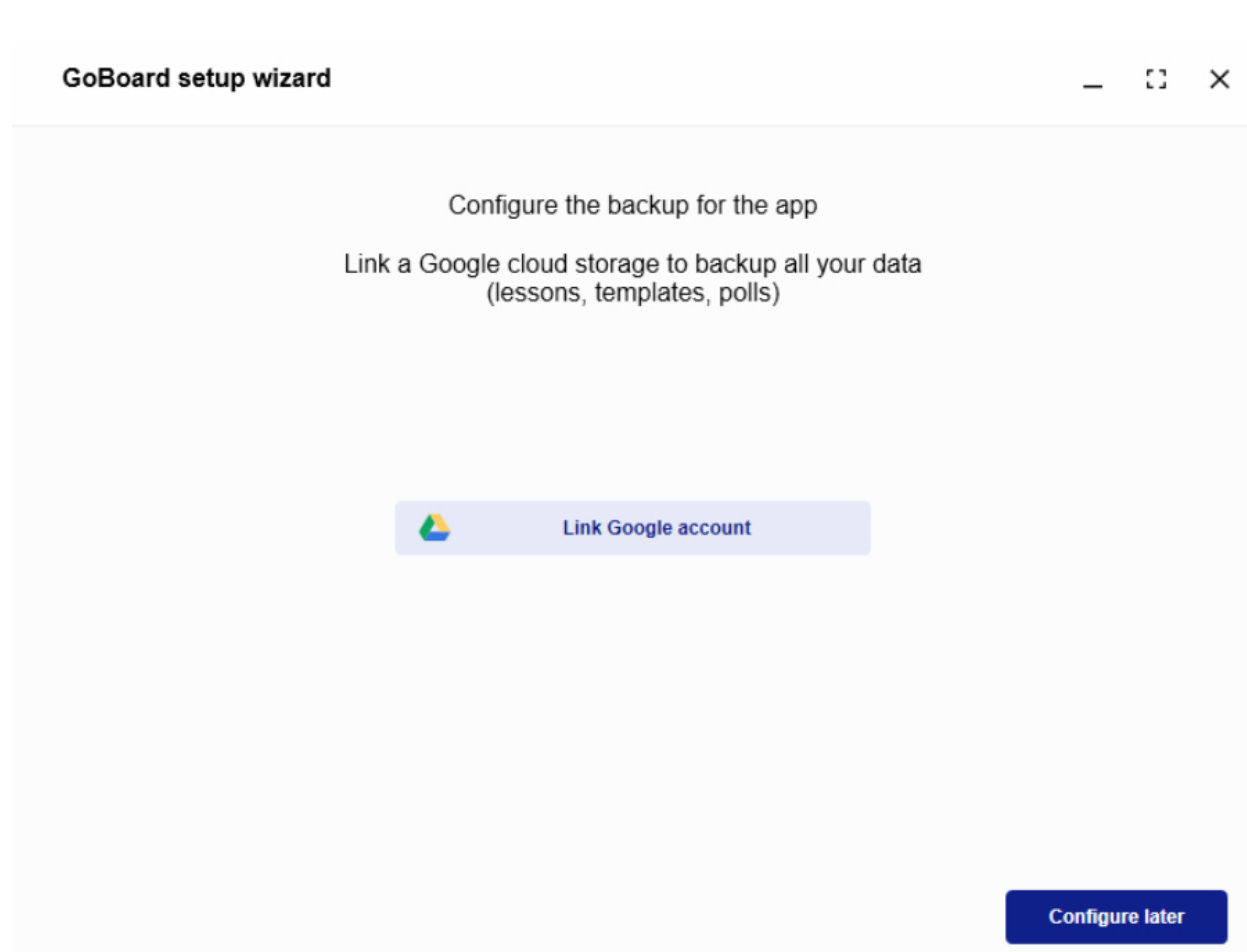 GoBoard setup wizard
Configure the backup for the app
Link a Google cloud storage to backup all your data
(lessons, templates, polls)
Link Google account
Configure later